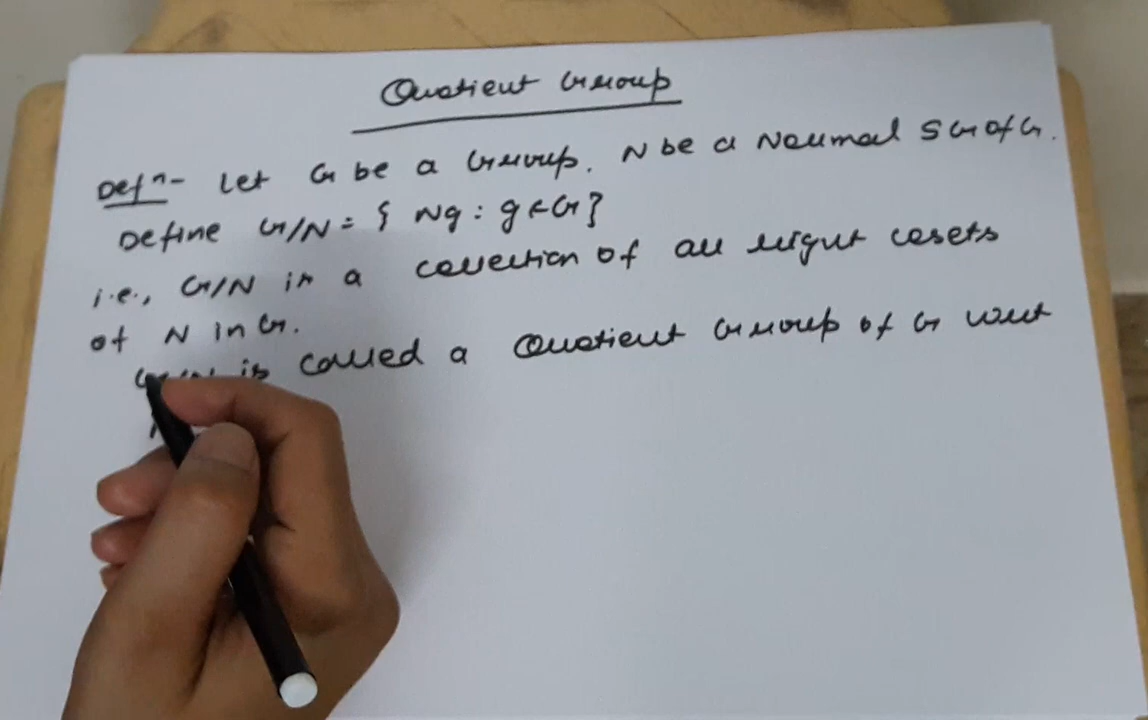 Quotient Group
Defn- Let G be a Group. N be a Normal SG of G.
Define G/N = { Ng : g ∈ G }
i.e., G/N is a collection of all right cosets
of N in G.
G/N is called a Quotient Group of G wrt